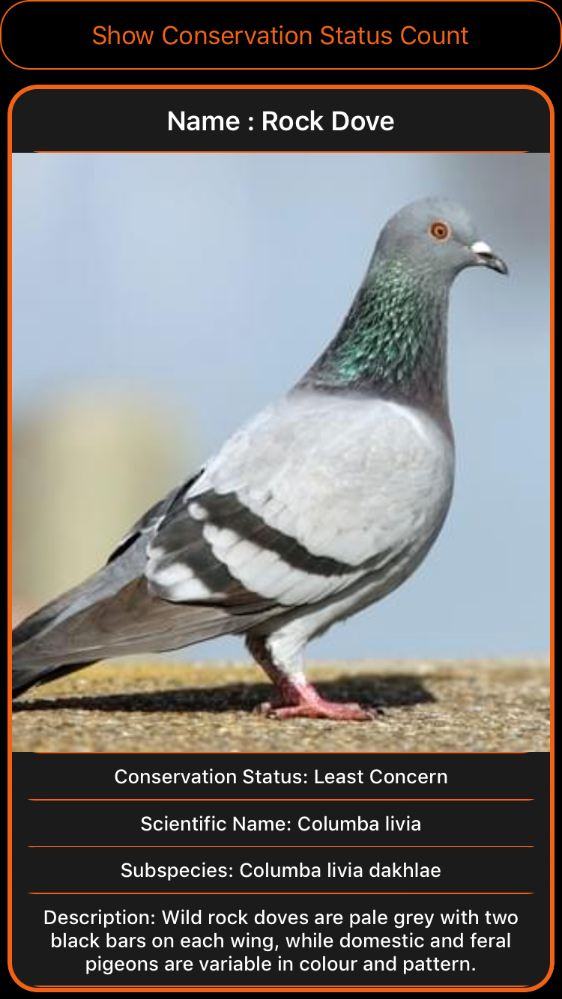 Show Conservation Status Count
Name : Rock Dove
Conservation Status: Least Concern
Scientific Name: Columba livia
Subspecies: Columba livia dakhlae
Description: Wild rock doves are pale grey with two
black bars on each wing, while domestic and feral
pigeons are variable in colour and pattern.